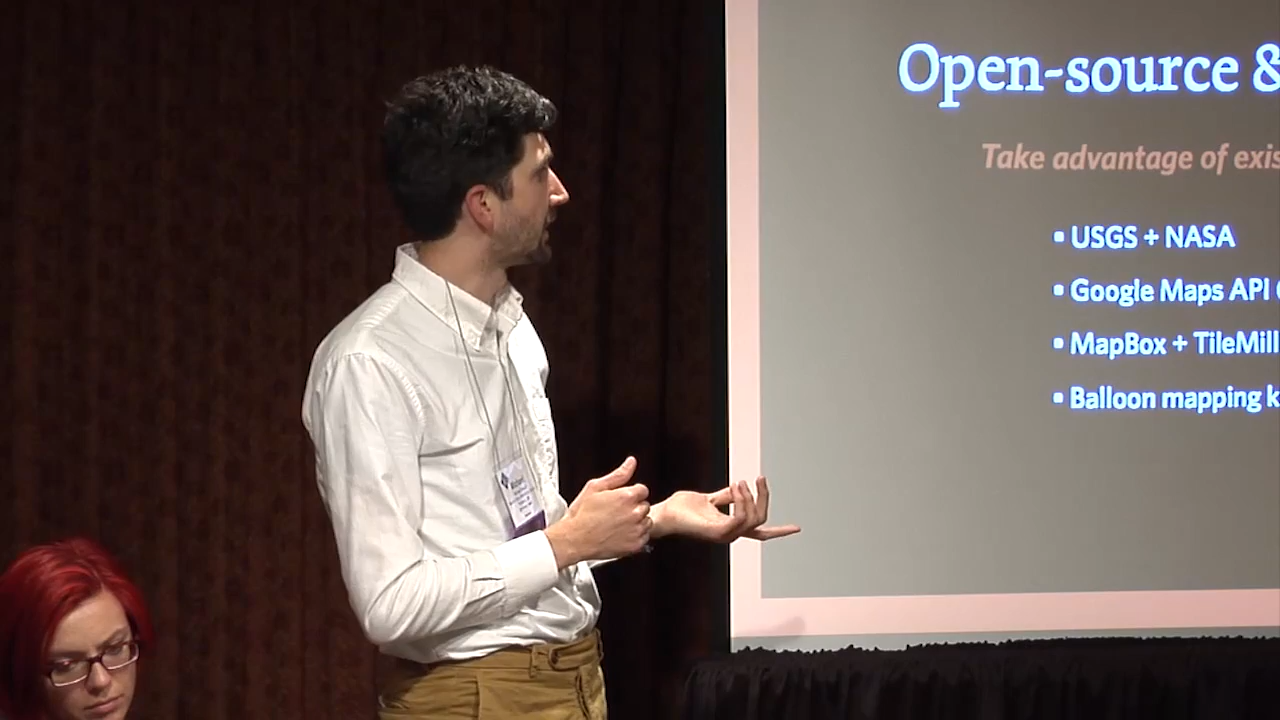 Open-source &
Take advantage of exis
• USGS + NASA
• Google Maps API
• MapBox + TileMill
• Balloon mapping k